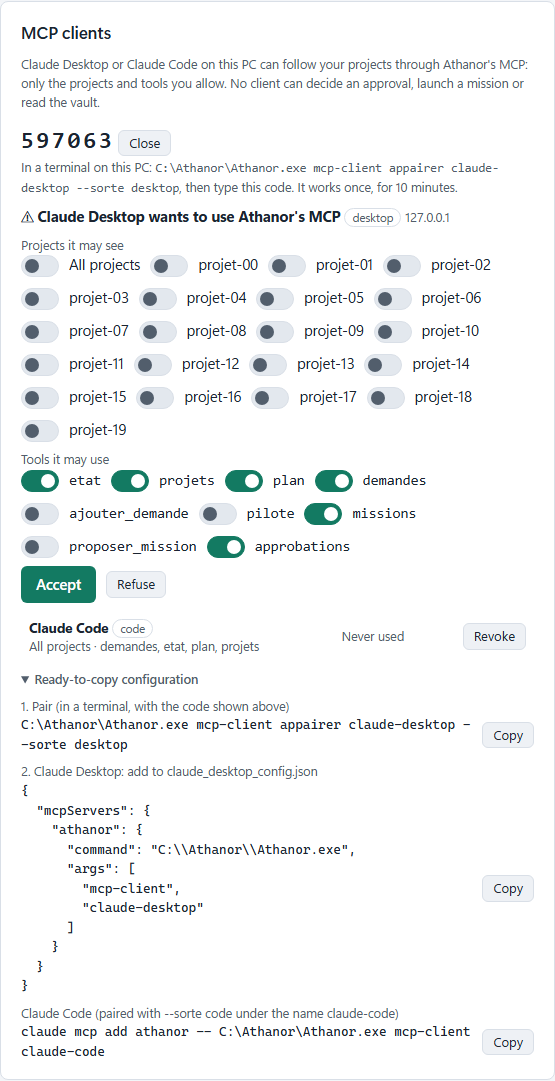 MCP clients
Claude Desktop or Claude Code on this PC can follow your projects through Athanor's MCP:
only the projects and tools you allow. No client can decide an approval, launch a mission or
read the vault.
597063 Close
In a terminal on this PC: C:\Athanor\Athanor.exe mcp-client appairer claude-
desktop --sorte desktop, then type this code. It works once, for 10 minutes.
⚠ Claude Desktop wants to use Athanor's MCP desktop 127.0.0.1
Projects it may see
All projects projet-00 projet-01 projet-02
projet-03 projet-04 projet-05 projet-06
projet-07 projet-08 projet-09 projet-10
projet-11 projet-12 projet-13 projet-14
projet-15 projet-16 projet-17 projet-18
projet-19
Tools it may use
etat projets plan demandes
ajouter_demande pilote missions
proposer_mission approbations
Accept Refuse
Claude Code code
All projects · demandes, etat, plan, projets
Never used
Revoke
▼ Ready-to-copy configuration
1. Pair (in a terminal, with the code shown above)
C:\Athanor\Athanor.exe mcp-client appairer claude-desktop -
-sorte desktop
Copy
2. Claude Desktop: add to claude_desktop_config.json
{
  "mcpServers": {
    "athanor": {
      "command": "C:\\Athanor\\Athanor.exe",
      "args": [
        "mcp-client",
        "claude-desktop"
      ]
    }
  }
}
Copy
Claude Code (paired with --sorte code under the name claude-code)
claude mcp add athanor -- C:\Athanor\Athanor.exe mcp-client
claude-code
Copy